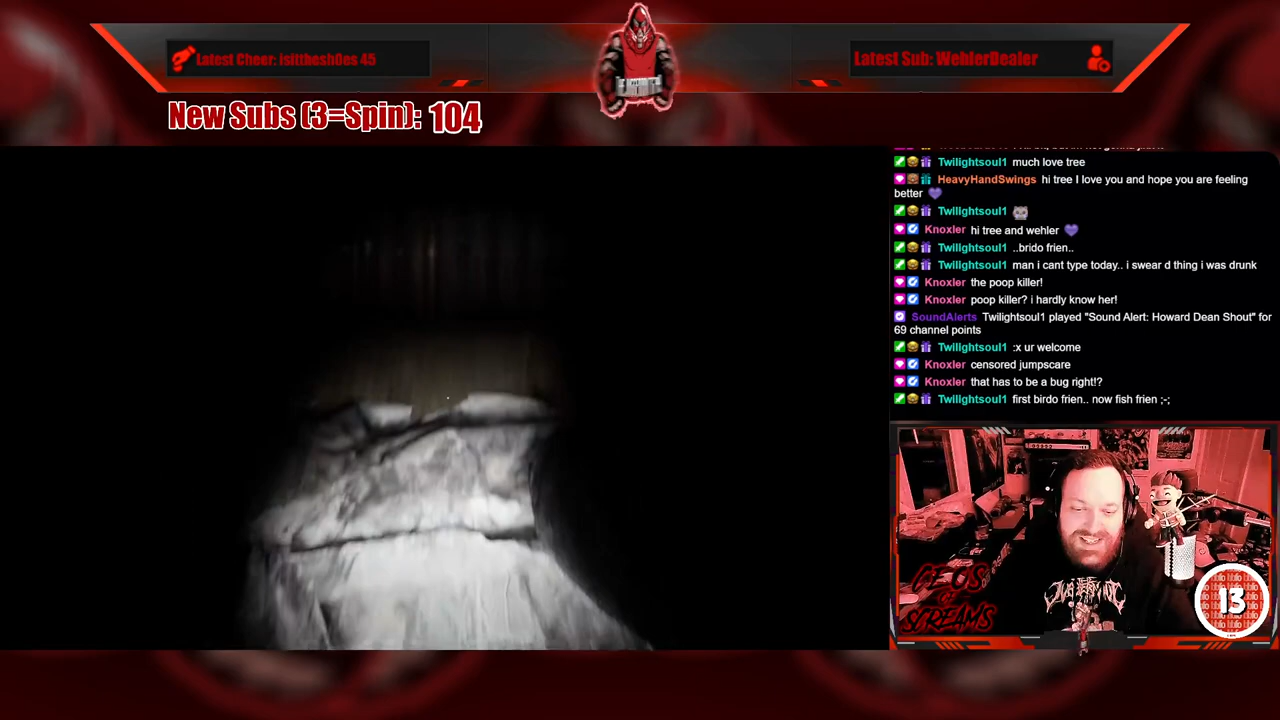 Latest Cheer: isittheshOes 45
Latest Sub: WehlerDealer
New Subs (3=Spin): 104
Twilightsoul1 much love tree
HeavyHandSwings hi tree I love you and hope you are feeling
better
Twilightsoul1
Knoxler hi tree and wehler
Twilightsoul1 ..brido frien..
Twilightsoul1 man i cant type today.. i swear d thing i was drunk
Knoxler the poop killer!
Knoxler poop killer? i hardly know her!
SoundAlerts Twilightsoul1 played "Sound Alert: Howard Dean Shout" for
69 channel points
Twilightsoul1 :x ur welcome
Knoxler censored jumpscare
Knoxler that has to be a bug right!?
Twilightsoul1 first birdo frien.. now fish frien ;-;
SCREAMS
13